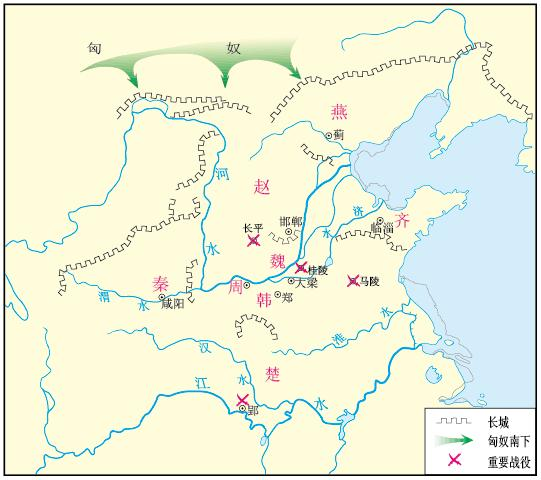 匈
奴
燕
蓟
河
水
赵
邯郸
长平
济
水
临淄
齐
魏
桂陵
马陵
大梁
秦
渭
水
咸阳
周
韩
郑
汉
水
淮
水
楚
江
水
郢
长城
匈奴南下
重要战役